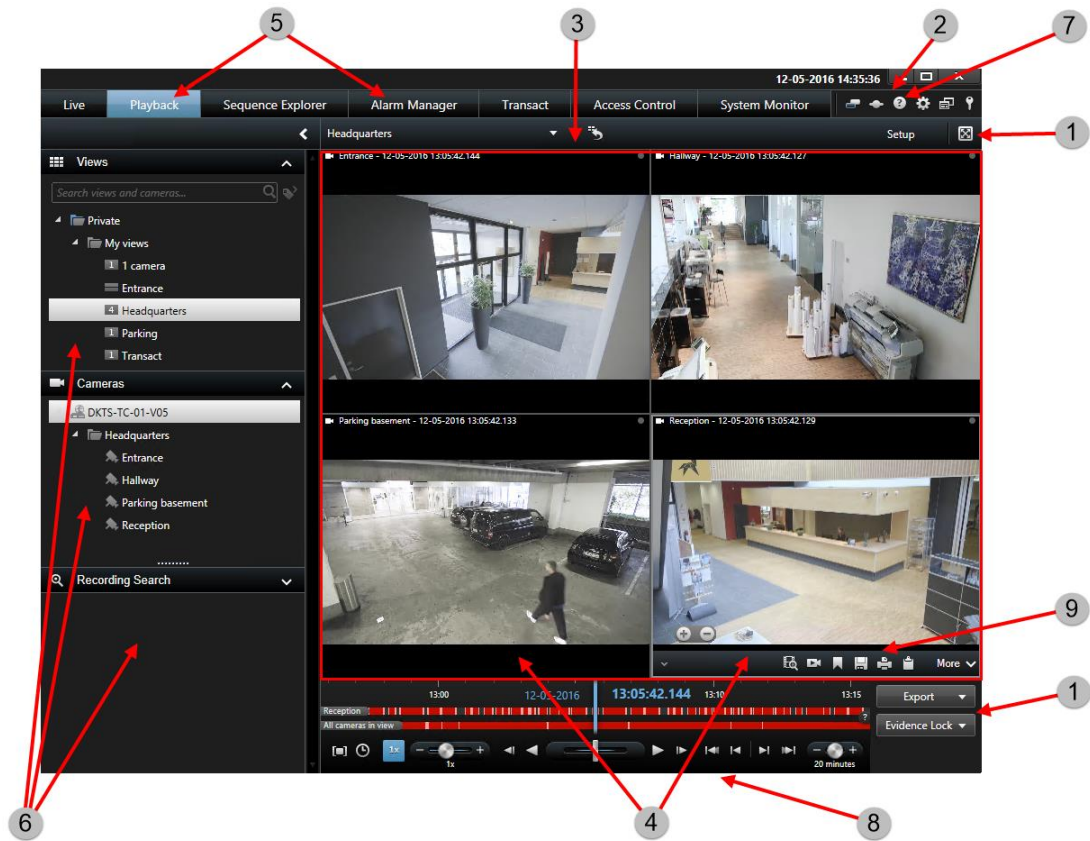 5
3
2
7
12-05-2016 14:35:36
Live Playback Sequence Explorer Alarm Manager Transact Access Control System Monitor
Headquarters
Setup
1
Views
Search views and cameras...
Private
My views
1 1 camera
Entrance
4 Headquarters
1 Parking
1 Transact
Cameras
DKTS-TC-01-V05
Headquarters
Entrance
Hallway
Parking basement
Reception
Recording Search
Entrance - 12-05-2016 13:05:42.144
Hallway - 12-05-2016 13:05:42.127
Parking basement - 12-05-2016 13:05:42.133
Reception - 12-05-2016 13:05:42.129
9
More
13:00 12-05-2016 13:05:42.144 13:10 13:15
Reception
All cameras in view
?
1x
- +
1x
- +
20 minutes
Export
Evidence Lock
1
6
4
8